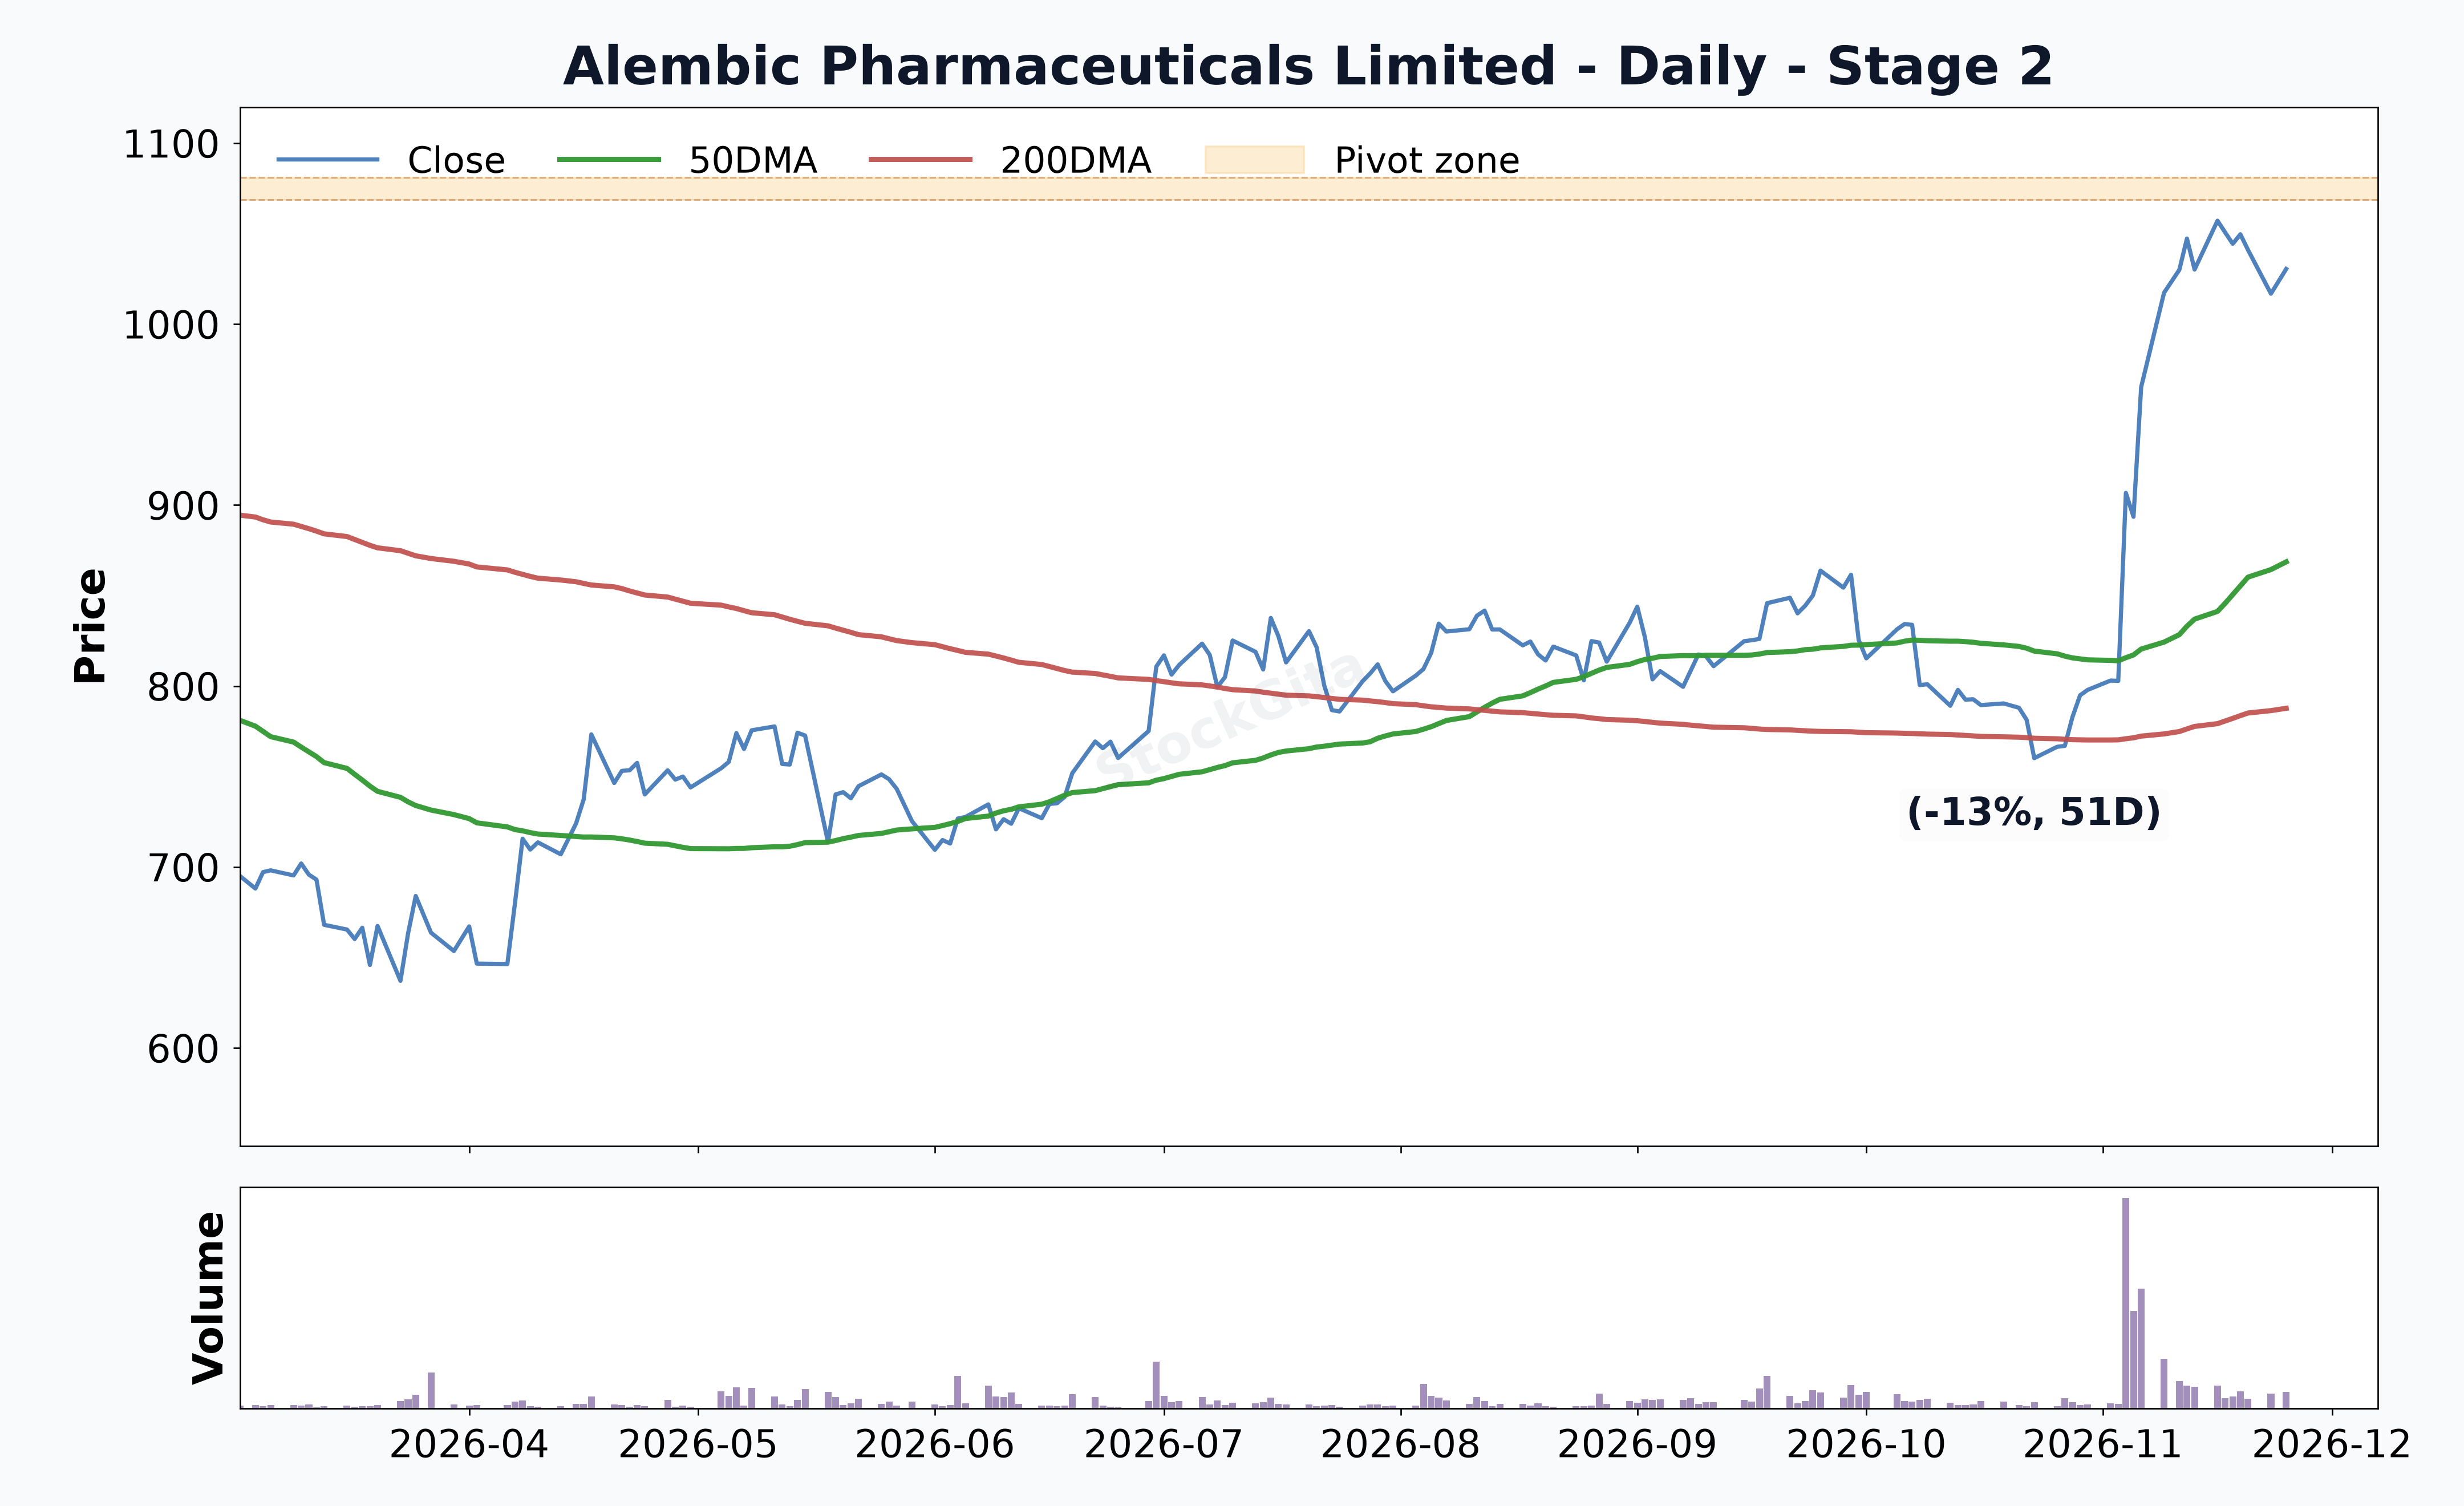 Alembic Pharmaceuticals Limited - Daily - Stage 2
Close 50DMA 200DMA Pivot zone
1100
1000
900
800
700
600
Price
StockGita
(-13%, 51D)
Volume
2026-04 2026-05 2026-06 2026-07 2026-08 2026-09 2026-10 2026-11 2026-12